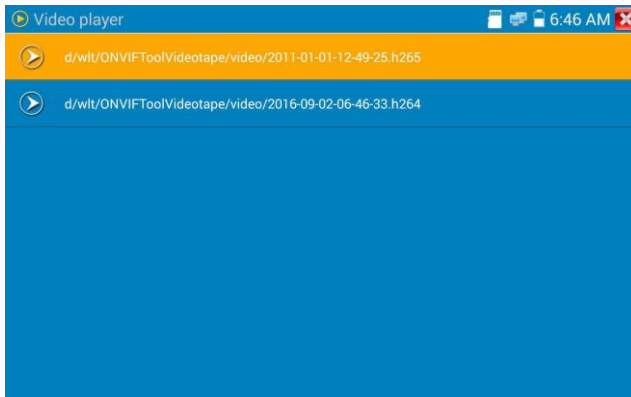 Video player
6:46 AM
d/wlt/ONVIFToolVideotape/video/2011-01-01-12-49-25.h265
d/wlt/ONVIFToolVideotape/video/2016-09-02-06-46-33.h264